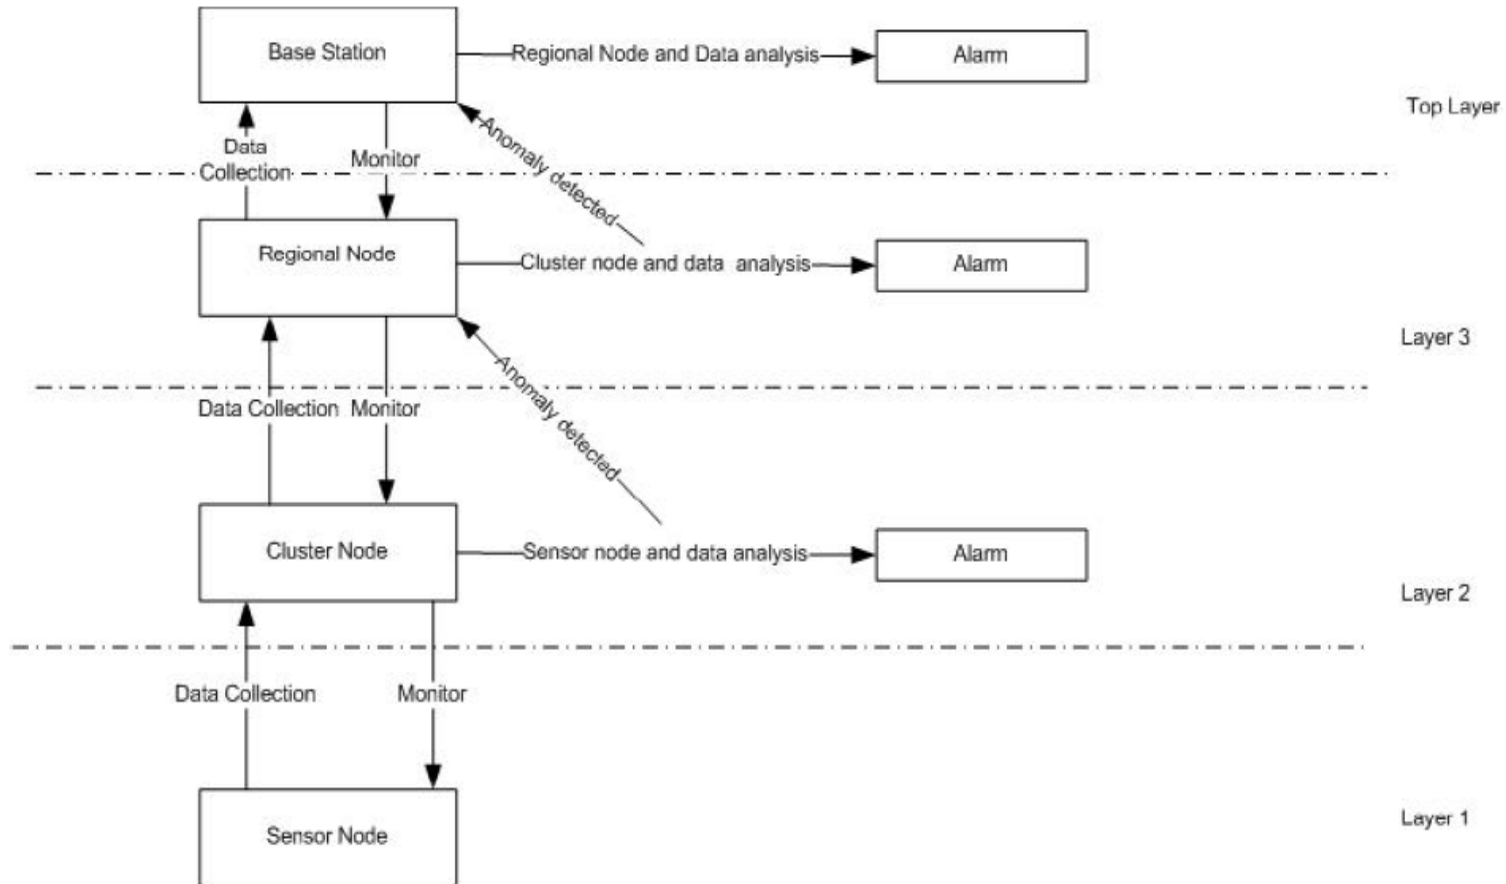 Base Station
Regional Node and Data analysis
Alarm
Top Layer
Anomaly detected
Data
Collection
Monitor
Regional Node
Cluster node and data analysis
Alarm
Layer 3
Anomaly detected
Data Collection
Monitor
Cluster Node
Sensor node and data analysis
Alarm
Layer 2
Data Collection
Monitor
Sensor Node
Layer 1